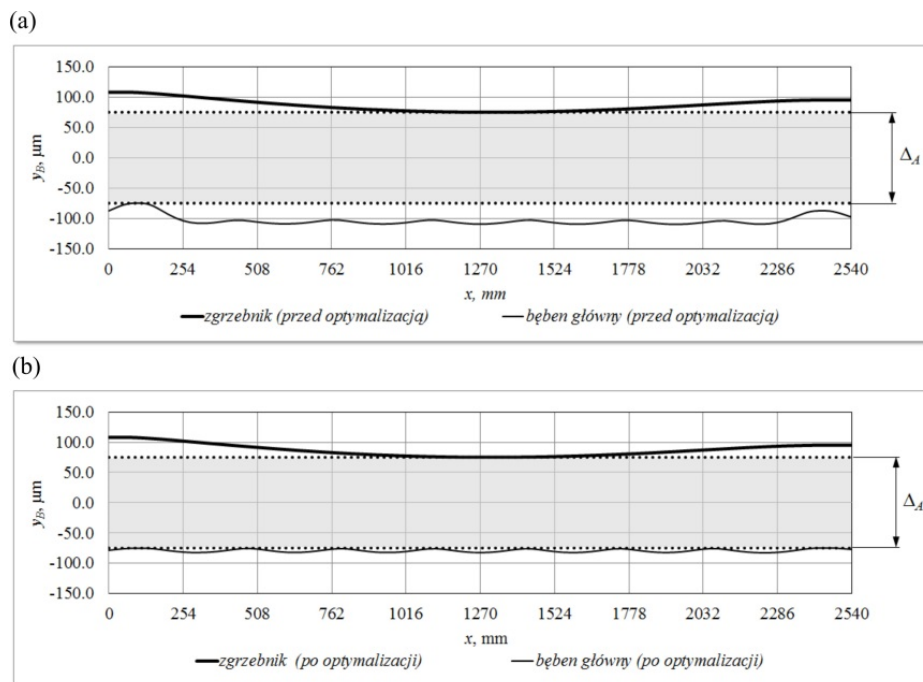 (a)
150.0
100.0
50.0
0.0
-50.0
-100.0
-150.0
y_B, μm
Δ_A
0 254 508 762 1016 1270 1524 1778 2032 2286 2540
x, mm
zgrzebnik (przed optymalizacją) bęben główny (przed optymalizacją)
(b)
150.0
100.0
50.0
0.0
-50.0
-100.0
-150.0
y_B, μm
Δ_A
0 254 508 762 1016 1270 1524 1778 2032 2286 2540
x, mm
zgrzebnik (po optymalizacji) bęben główny (po optymalizacji)